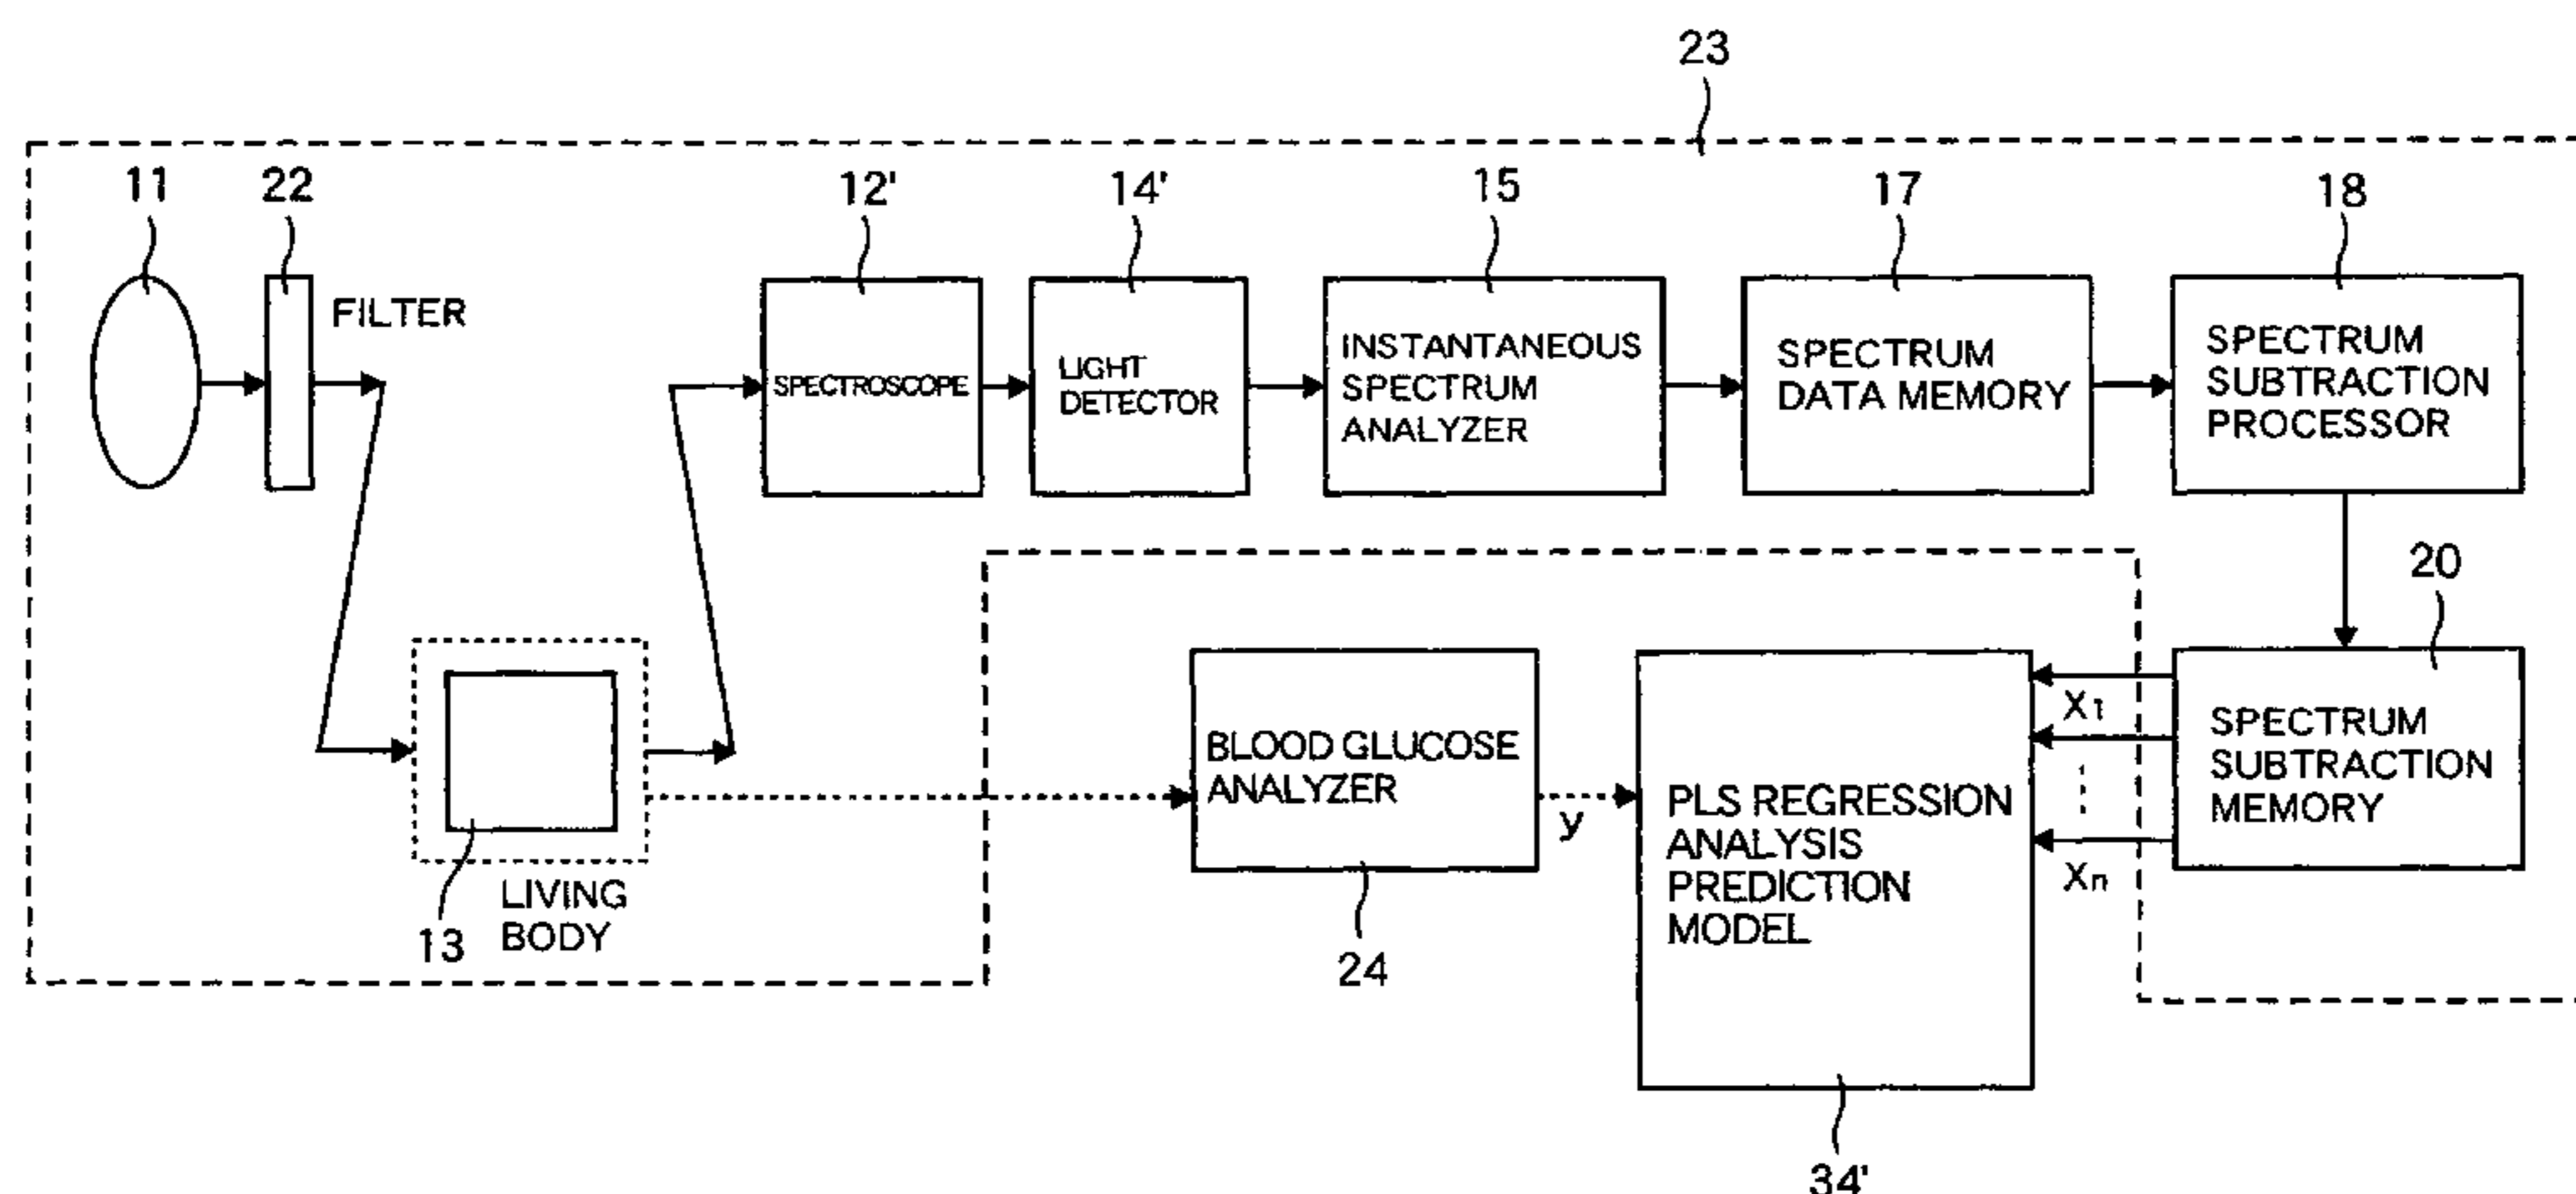 23
11
22
12'
14'
15
17
18
FILTER
SPECTROSCOPE
LIGHT
DETECTOR
INSTANTANEOUS
SPECTRUM
ANALYZER
SPECTRUM
DATA MEMORY
SPECTRUM
SUBTRACTION
PROCESSOR
20
13
LIVING
BODY
BLOOD GLUCOSE
ANALYZER
24
y
PLS REGRESSION
ANALYSIS
PREDICTION
MODEL
34'
X1
Xn
SPECTRUM
SUBTRACTION
MEMORY